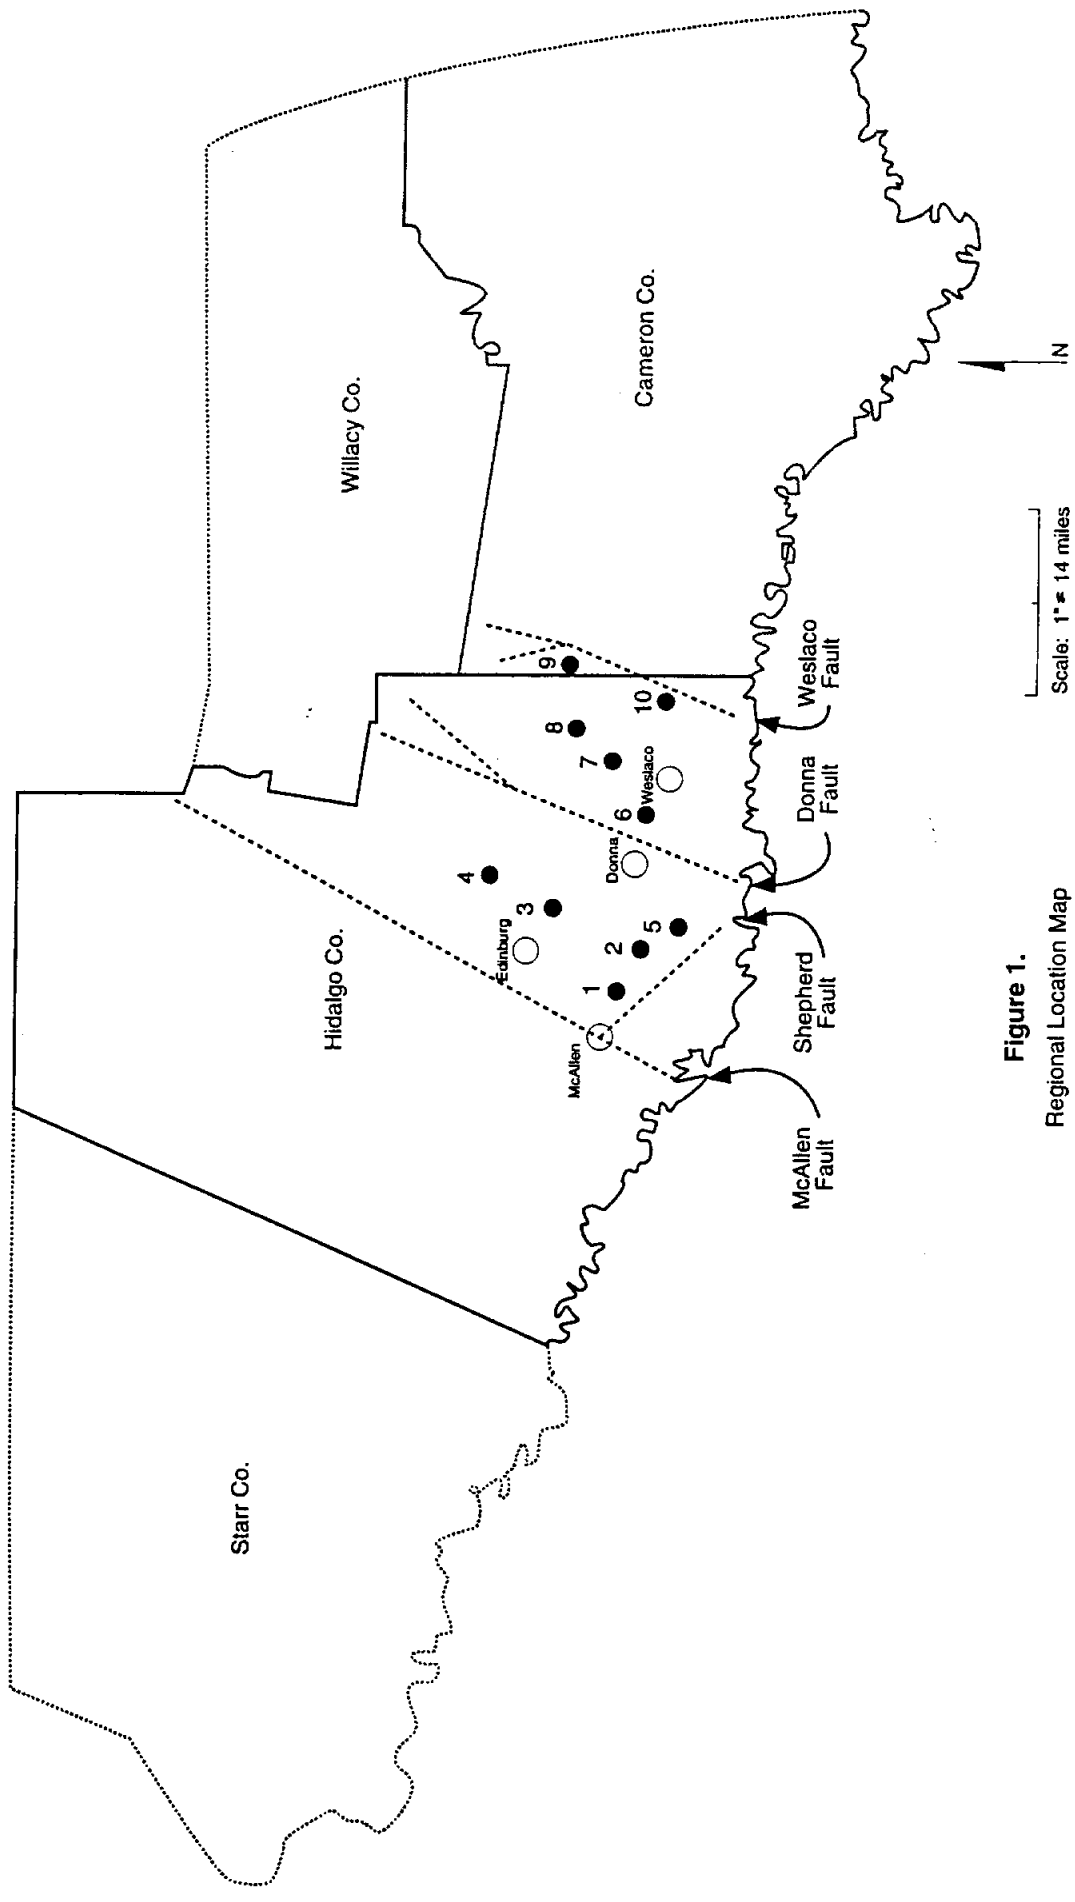 Starr Co.
Hidalgo Co.
Willacy Co.
Cameron Co.
McAllen
Edinburg
Donna
Weslaco
1
2
3
4
5
6
7
8
9
10
McAllen
Fault
Shepherd
Fault
Donna
Fault
Weslaco
Fault
N
Scale: 1" ≠ 14 miles
Figure 1.
Regional Location Map